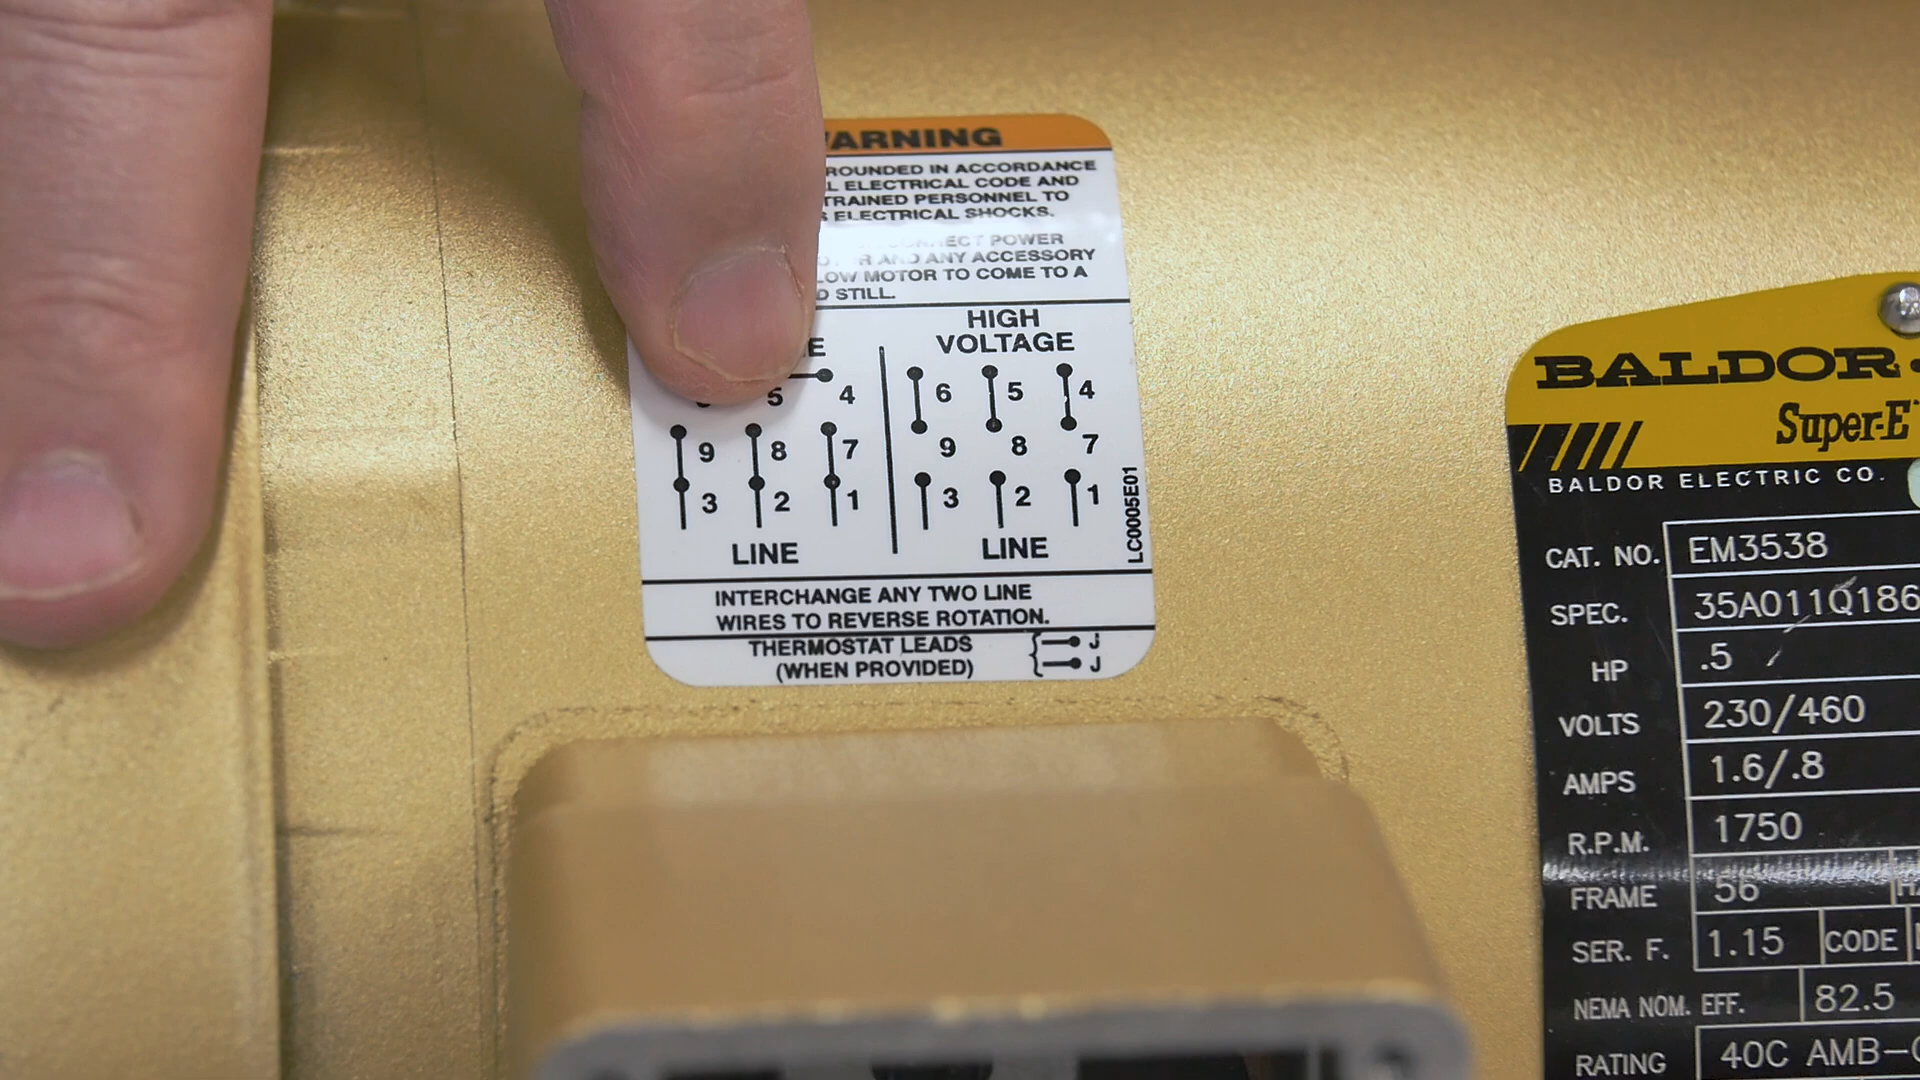 ARNING
ROUNDED IN ACCORDANCE
L ELECTRICAL CODE AND
TRAINED PERSONNEL TO
ELECTRICAL SHOCKS.
POWER
AND ANY ACCESSORY
LOW MOTOR TO COME TO A
D STILL.
E
HIGH
VOLTAGE
5 4
6 5 4
9 8 7
9 8 7
3 2 1
3 2 1
LINE
LINE
LC0005E01
INTERCHANGE ANY TWO LINE
WIRES TO REVERSE ROTATION.
THERMOSTAT LEADS
(WHEN PROVIDED)
J
J
BALDOR
Super-E
BALDOR ELECTRIC CO.
CAT. NO. EM3538
SPEC. 35A011Q186
HP .5
VOLTS 230/460
AMPS 1.6/.8
R.P.M. 1750
FRAME 56
SER. F. 1.15 CODE
NEMA NOM. EFF. 82.5
RATING 40C AMB-